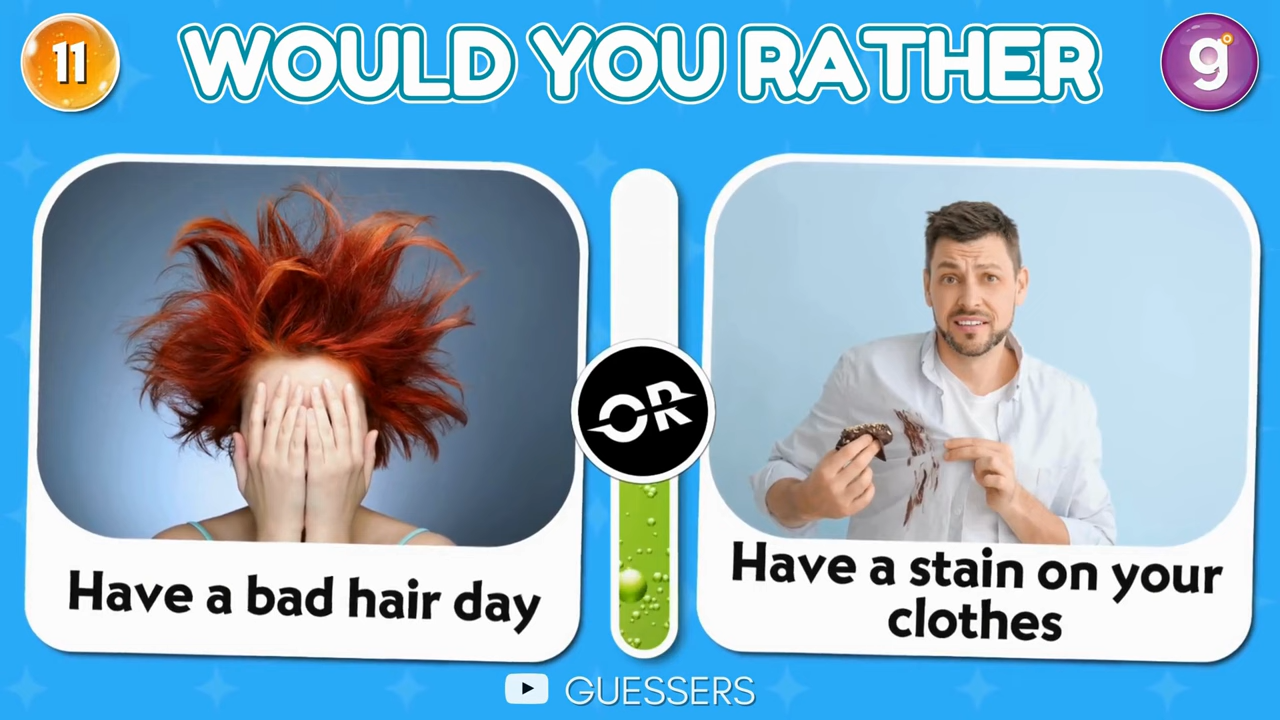 11
WOULD YOU RATHER
g
OR
Have a bad hair day
Have a stain on your
clothes
GUESSERS